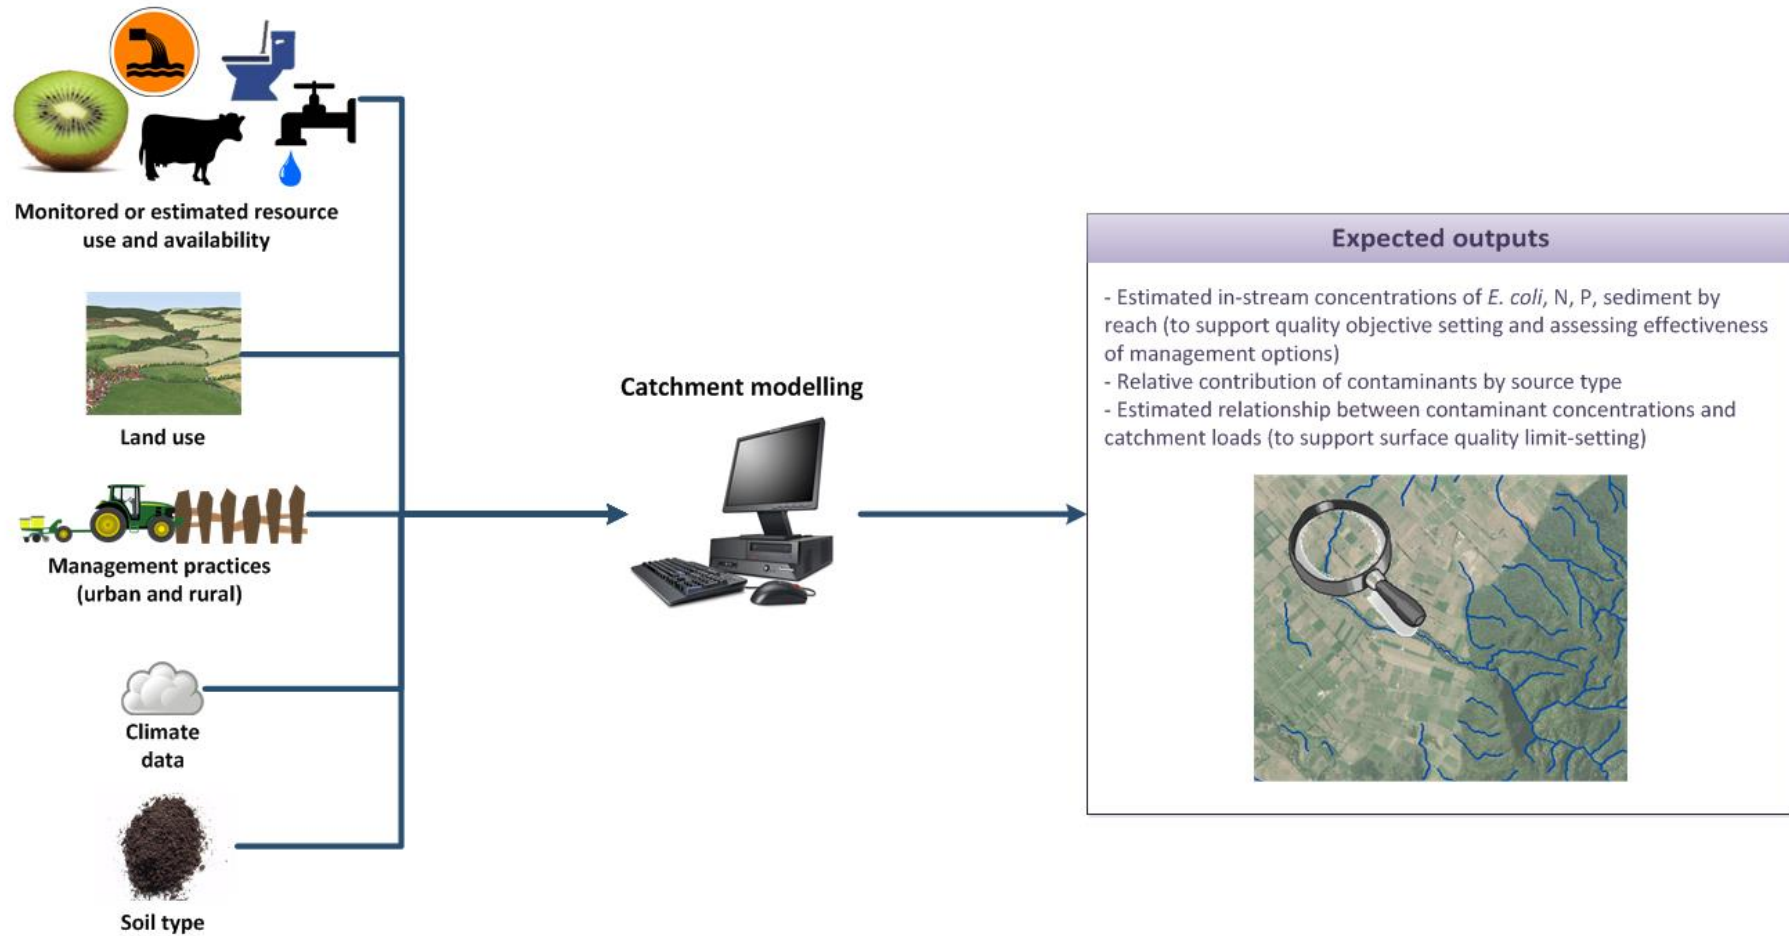 Monitored or estimated resource
use and availability
Land use
Management practices
(urban and rural)
Climate
data
Soil type
Catchment modelling
Expected outputs
- Estimated in-stream concentrations of E. coli, N, P, sediment by
reach (to support quality objective setting and assessing effectiveness
of management options)
- Relative contribution of contaminants by source type
- Estimated relationship between contaminant concentrations and
catchment loads (to support surface quality limit-setting)